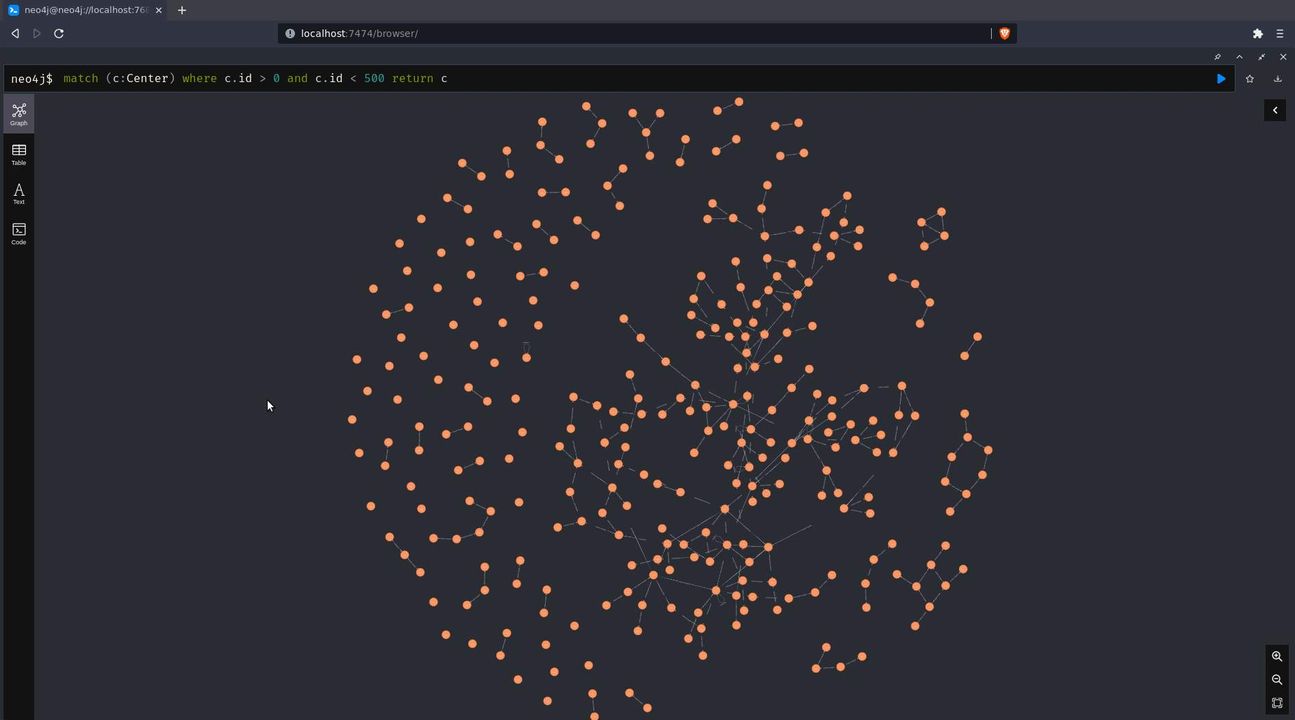 neo4j@neo4j://localhost:76
localhost:7474/browser/
neo4j$ match (c:Center) where c.id > 0 and c.id < 500 return c
Graph
Table
A
Text
Code